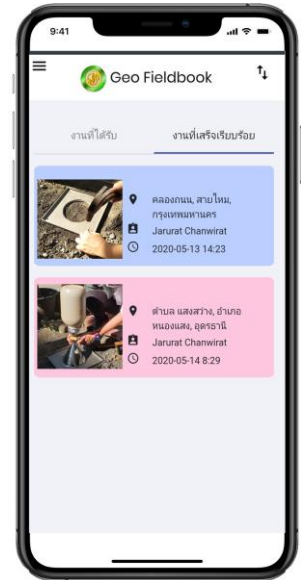 9:41
Geo Fieldbook
งานที่ได้รับ
งานที่เสร็จเรียบร้อย
คลองถนน, สายไหม,
กรุงเทพมหานคร
Jarurat Chanwirat
2020-05-13 14:23
ตำบล แสงสว่าง, อำเภอ
หนองแสง, อุดรธานี
Jarurat Chanwirat
2020-05-14 8:29